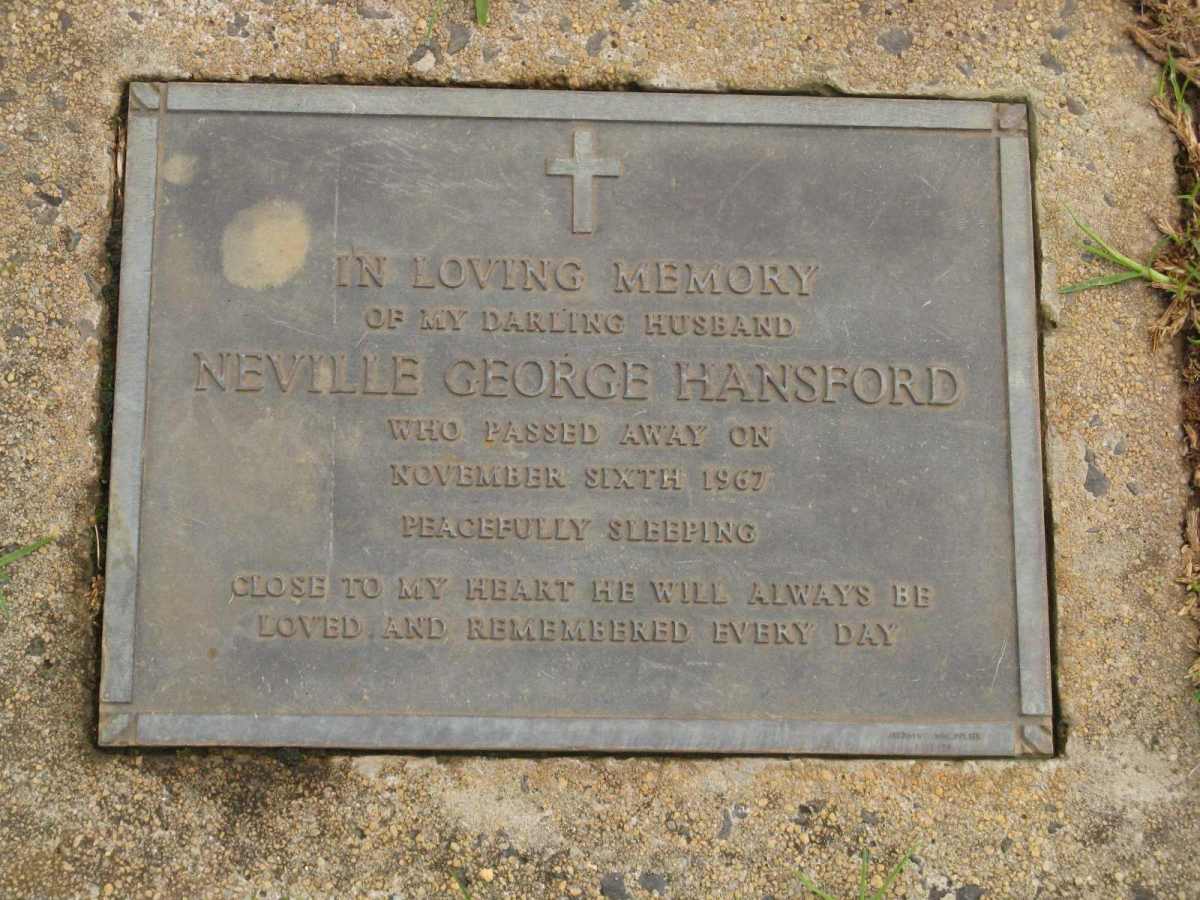 IN LOVING MEMORY
OF MY DARLING HUSBAND
NEVILLE GEORGE HANSFORD
WHO PASSED AWAY ON
NOVEMBER SIXTH 1967
PEACEFULLY SLEEPING
CLOSE TO MY HEART HE WILL ALWAYS BE
LOVED AND REMEMBERED EVERY DAY